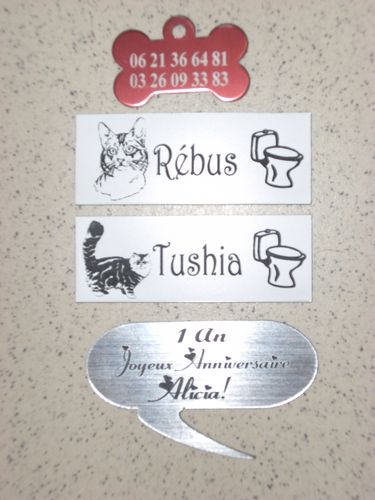 06 21 36 64 81
03 26 09 33 83
Rébus
Tushia
1 An
Joyeux Anniversaire
Alicia!